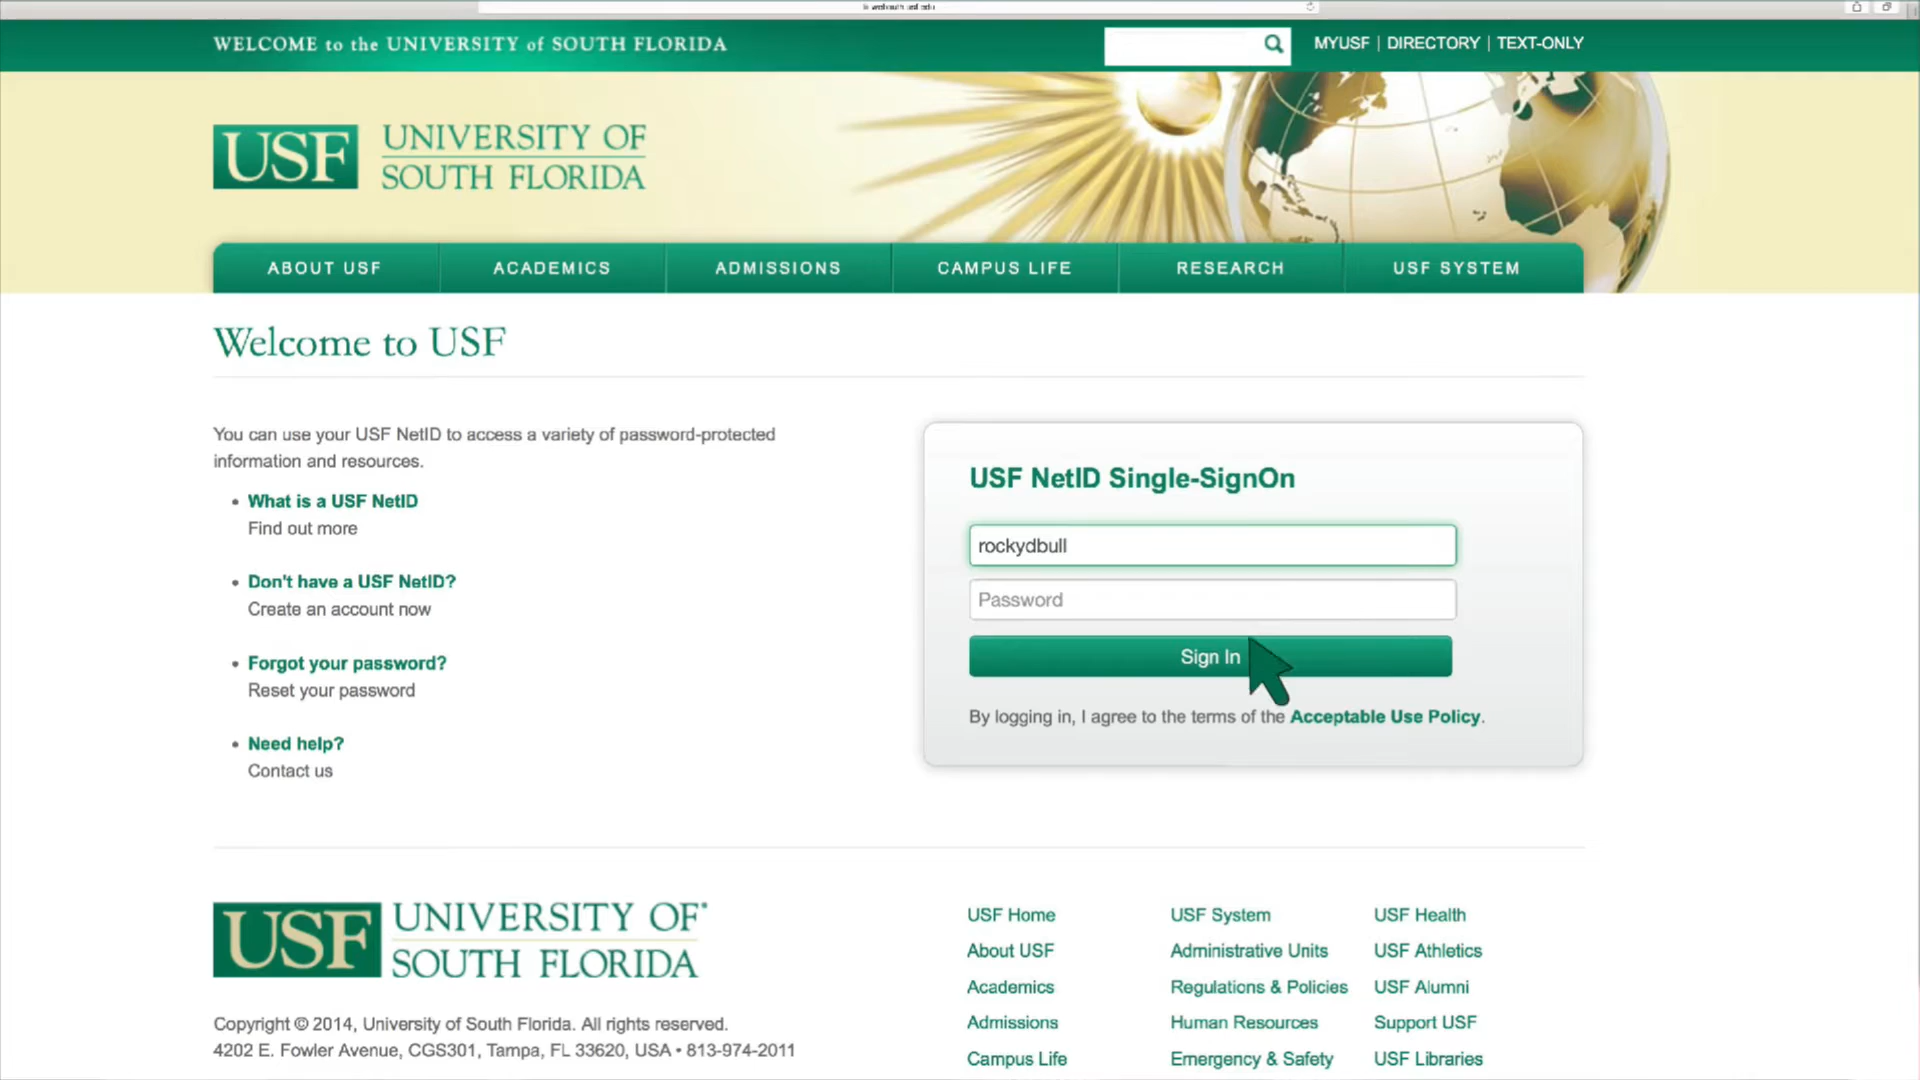 webauth.usf.edu
WELCOME to the UNIVERSITY of SOUTH FLORIDA
MYUSF | DIRECTORY | TEXT-ONLY
USF UNIVERSITY OF
SOUTH FLORIDA
ABOUT USF ACADEMICS ADMISSIONS CAMPUS LIFE RESEARCH USF SYSTEM
Welcome to USF
You can use your USF NetID to access a variety of password-protected
information and resources.
• What is a USF NetID
Find out more
• Don't have a USF NetID?
Create an account now
• Forgot your password?
Reset your password
• Need help?
Contact us
USF NetID Single-SignOn
rockydbull
Password
Sign In
By logging in, I agree to the terms of the Acceptable Use Policy.
USF UNIVERSITY OF®
SOUTH FLORIDA
Copyright © 2014, University of South Florida. All rights reserved.
4202 E. Fowler Avenue, CGS301, Tampa, FL 33620, USA • 813-974-2011
USF Home
About USF
Academics
Admissions
Campus Life
USF System
Administrative Units
Regulations & Policies
Human Resources
Emergency & Safety
USF Health
USF Athletics
USF Alumni
Support USF
USF Libraries